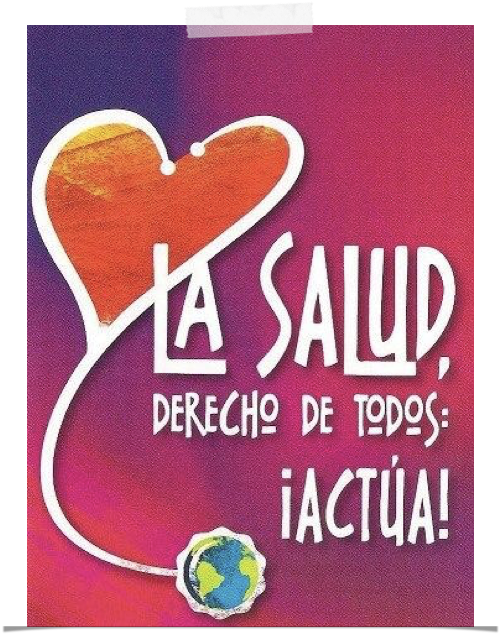 LA SALUD,
DERECHO DE TODOS:
¡ACTÚA!